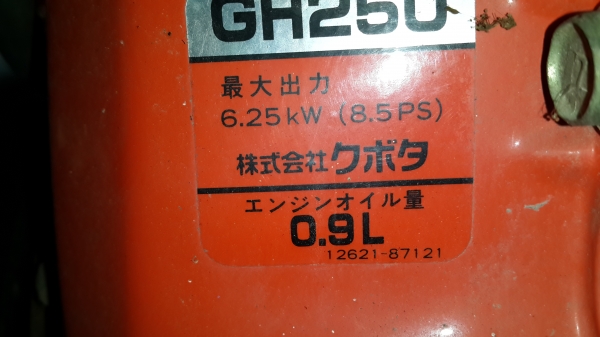 GH250
最大出力
6.25kW (8.5PS)
株式会社クボタ
エンジンオイル量
0.9L
12621-87121